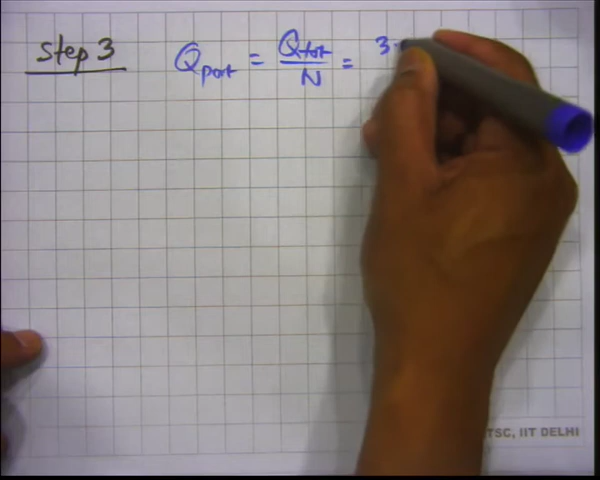 Step 3
Qport = Qtot/N = 3.
TSC, IIT DELHI